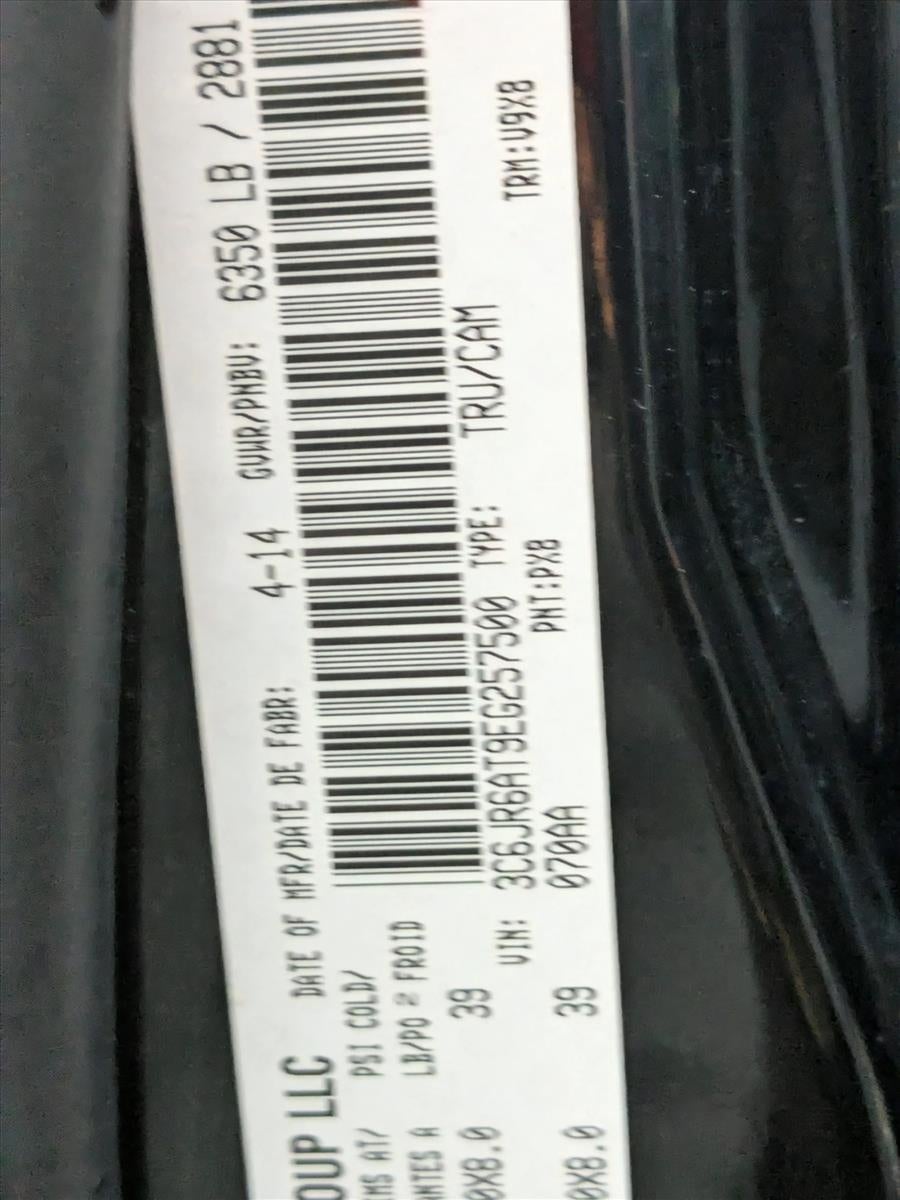 OUP LLC DATE OF MFR/DATE DE FABR: 4-14 GVWR/PNBV: 6350 LB / 2881
MS AT/ PSI COLD/
NTES A LB/PO 2 FROID
0X8.0 39 VIN: 3C6JR6AT9EG257500 TYPE: TRU/CAM TRM:V9X8
0X8.0 39 070AA PNT:PX8